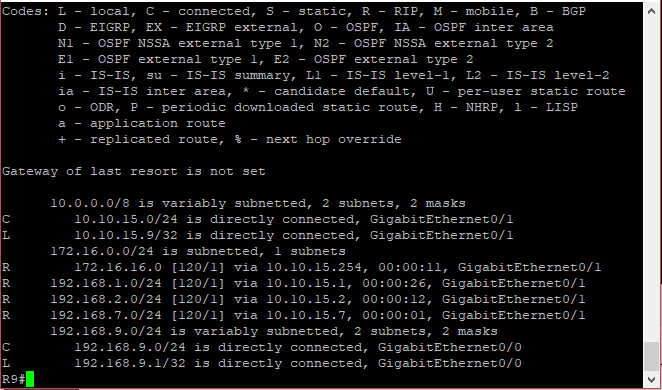 Codes: L - local, C - connected, S - static, R - RIP, M - mobile, B - BGP
       D - EIGRP, EX - EIGRP external, O - OSPF, IA - OSPF inter area
       N1 - OSPF NSSA external type 1, N2 - OSPF NSSA external type 2
       E1 - OSPF external type 1, E2 - OSPF external type 2
       i - IS-IS, su - IS-IS summary, L1 - IS-IS level-1, L2 - IS-IS level-2
       ia - IS-IS inter area, * - candidate default, U - per-user static route
       o - ODR, P - periodic downloaded static route, H - NHRP, l - LISP
       a - application route
       + - replicated route, % - next hop override
Gateway of last resort is not set
      10.0.0.0/8 is variably subnetted, 2 subnets, 2 masks
C        10.10.15.0/24 is directly connected, GigabitEthernet0/1
L        10.10.15.9/32 is directly connected, GigabitEthernet0/1
      172.16.0.0/24 is subnetted, 1 subnets
R        172.16.16.0 [120/1] via 10.10.15.254, 00:00:11, GigabitEthernet0/1
R     192.168.1.0/24 [120/1] via 10.10.15.1, 00:00:26, GigabitEthernet0/1
R     192.168.2.0/24 [120/1] via 10.10.15.2, 00:00:12, GigabitEthernet0/1
R     192.168.7.0/24 [120/1] via 10.10.15.7, 00:00:01, GigabitEthernet0/1
      192.168.9.0/24 is variably subnetted, 2 subnets, 2 masks
C        192.168.9.0/24 is directly connected, GigabitEthernet0/0
L        192.168.9.1/32 is directly connected, GigabitEthernet0/0
R9#